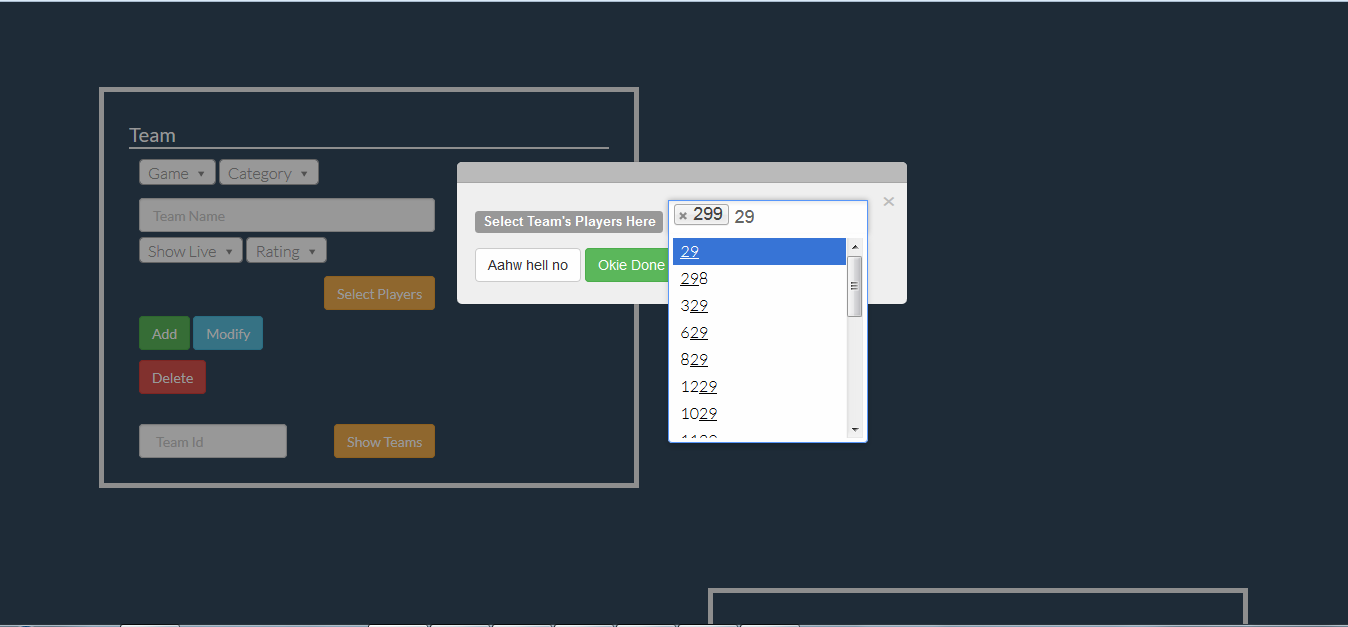 Team
Game Category
Team Name
Show Live Rating
Select Players
Add Modify
Delete
Team Id Show Teams
×
Select Team's Players Here × 299 29
Aahw hell no Okie Done
29
298
329
629
829
1229
1029